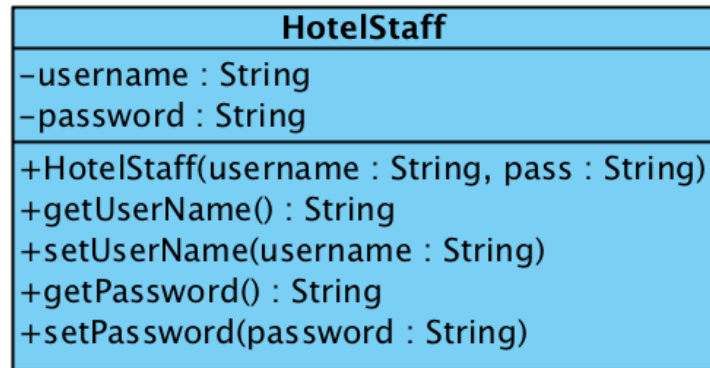 HotelStaff
-username : String
-password : String
+HotelStaff(username : String, pass : String)
+getUserName() : String
+setUserName(username : String)
+getPassword() : String
+setPassword(password : String)